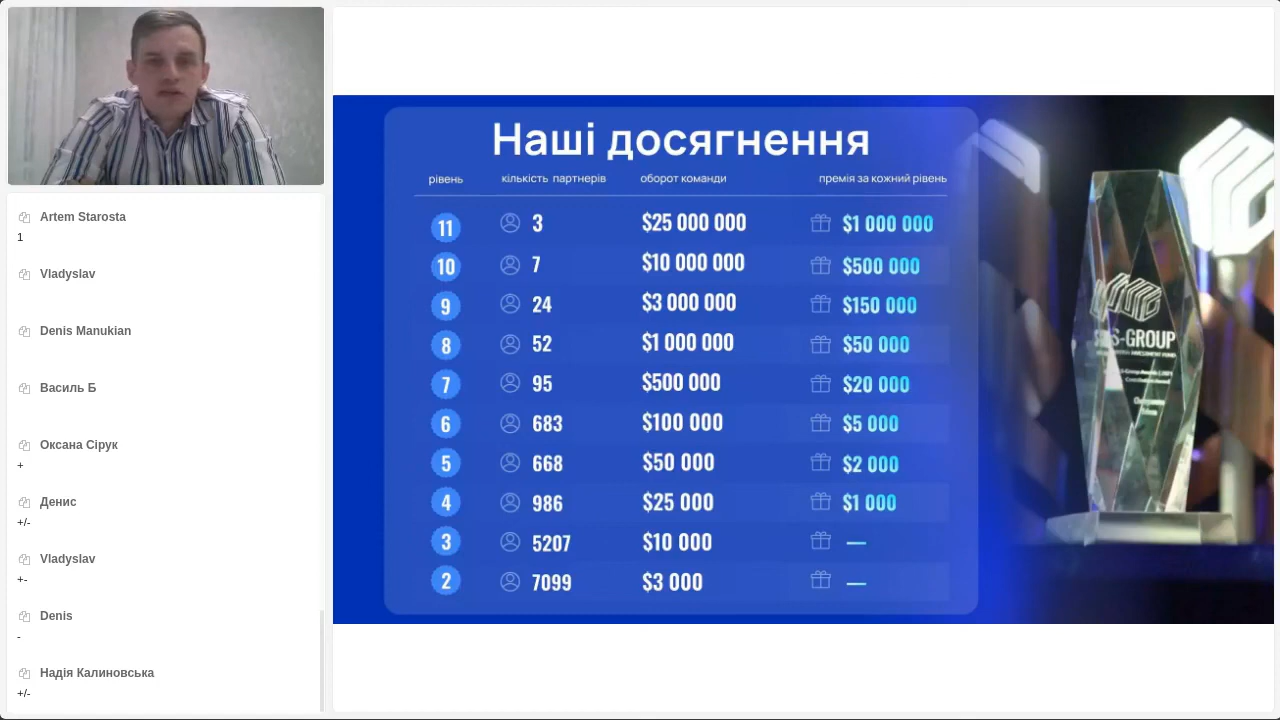 Artem Starosta
1
Vladyslav
Denis Manukian
Василь Б
Оксана Сірук
+
Денис
+/-
Vladyslav
+-
Denis
-
Надія Калиновська
+/-
Наші досягнення
рівень кількість партнерів оборот команди премія за кожний рівень
11 3 $25 000 000 $1 000 000
10 7 $10 000 000 $500 000
9 24 $3 000 000 $150 000
8 52 $1 000 000 $50 000
7 95 $500 000 $20 000
6 683 $100 000 $5 000
5 668 $50 000 $2 000
4 986 $25 000 $1 000
3 5207 $10 000 —
2 7099 $3 000 —
S-GROUP